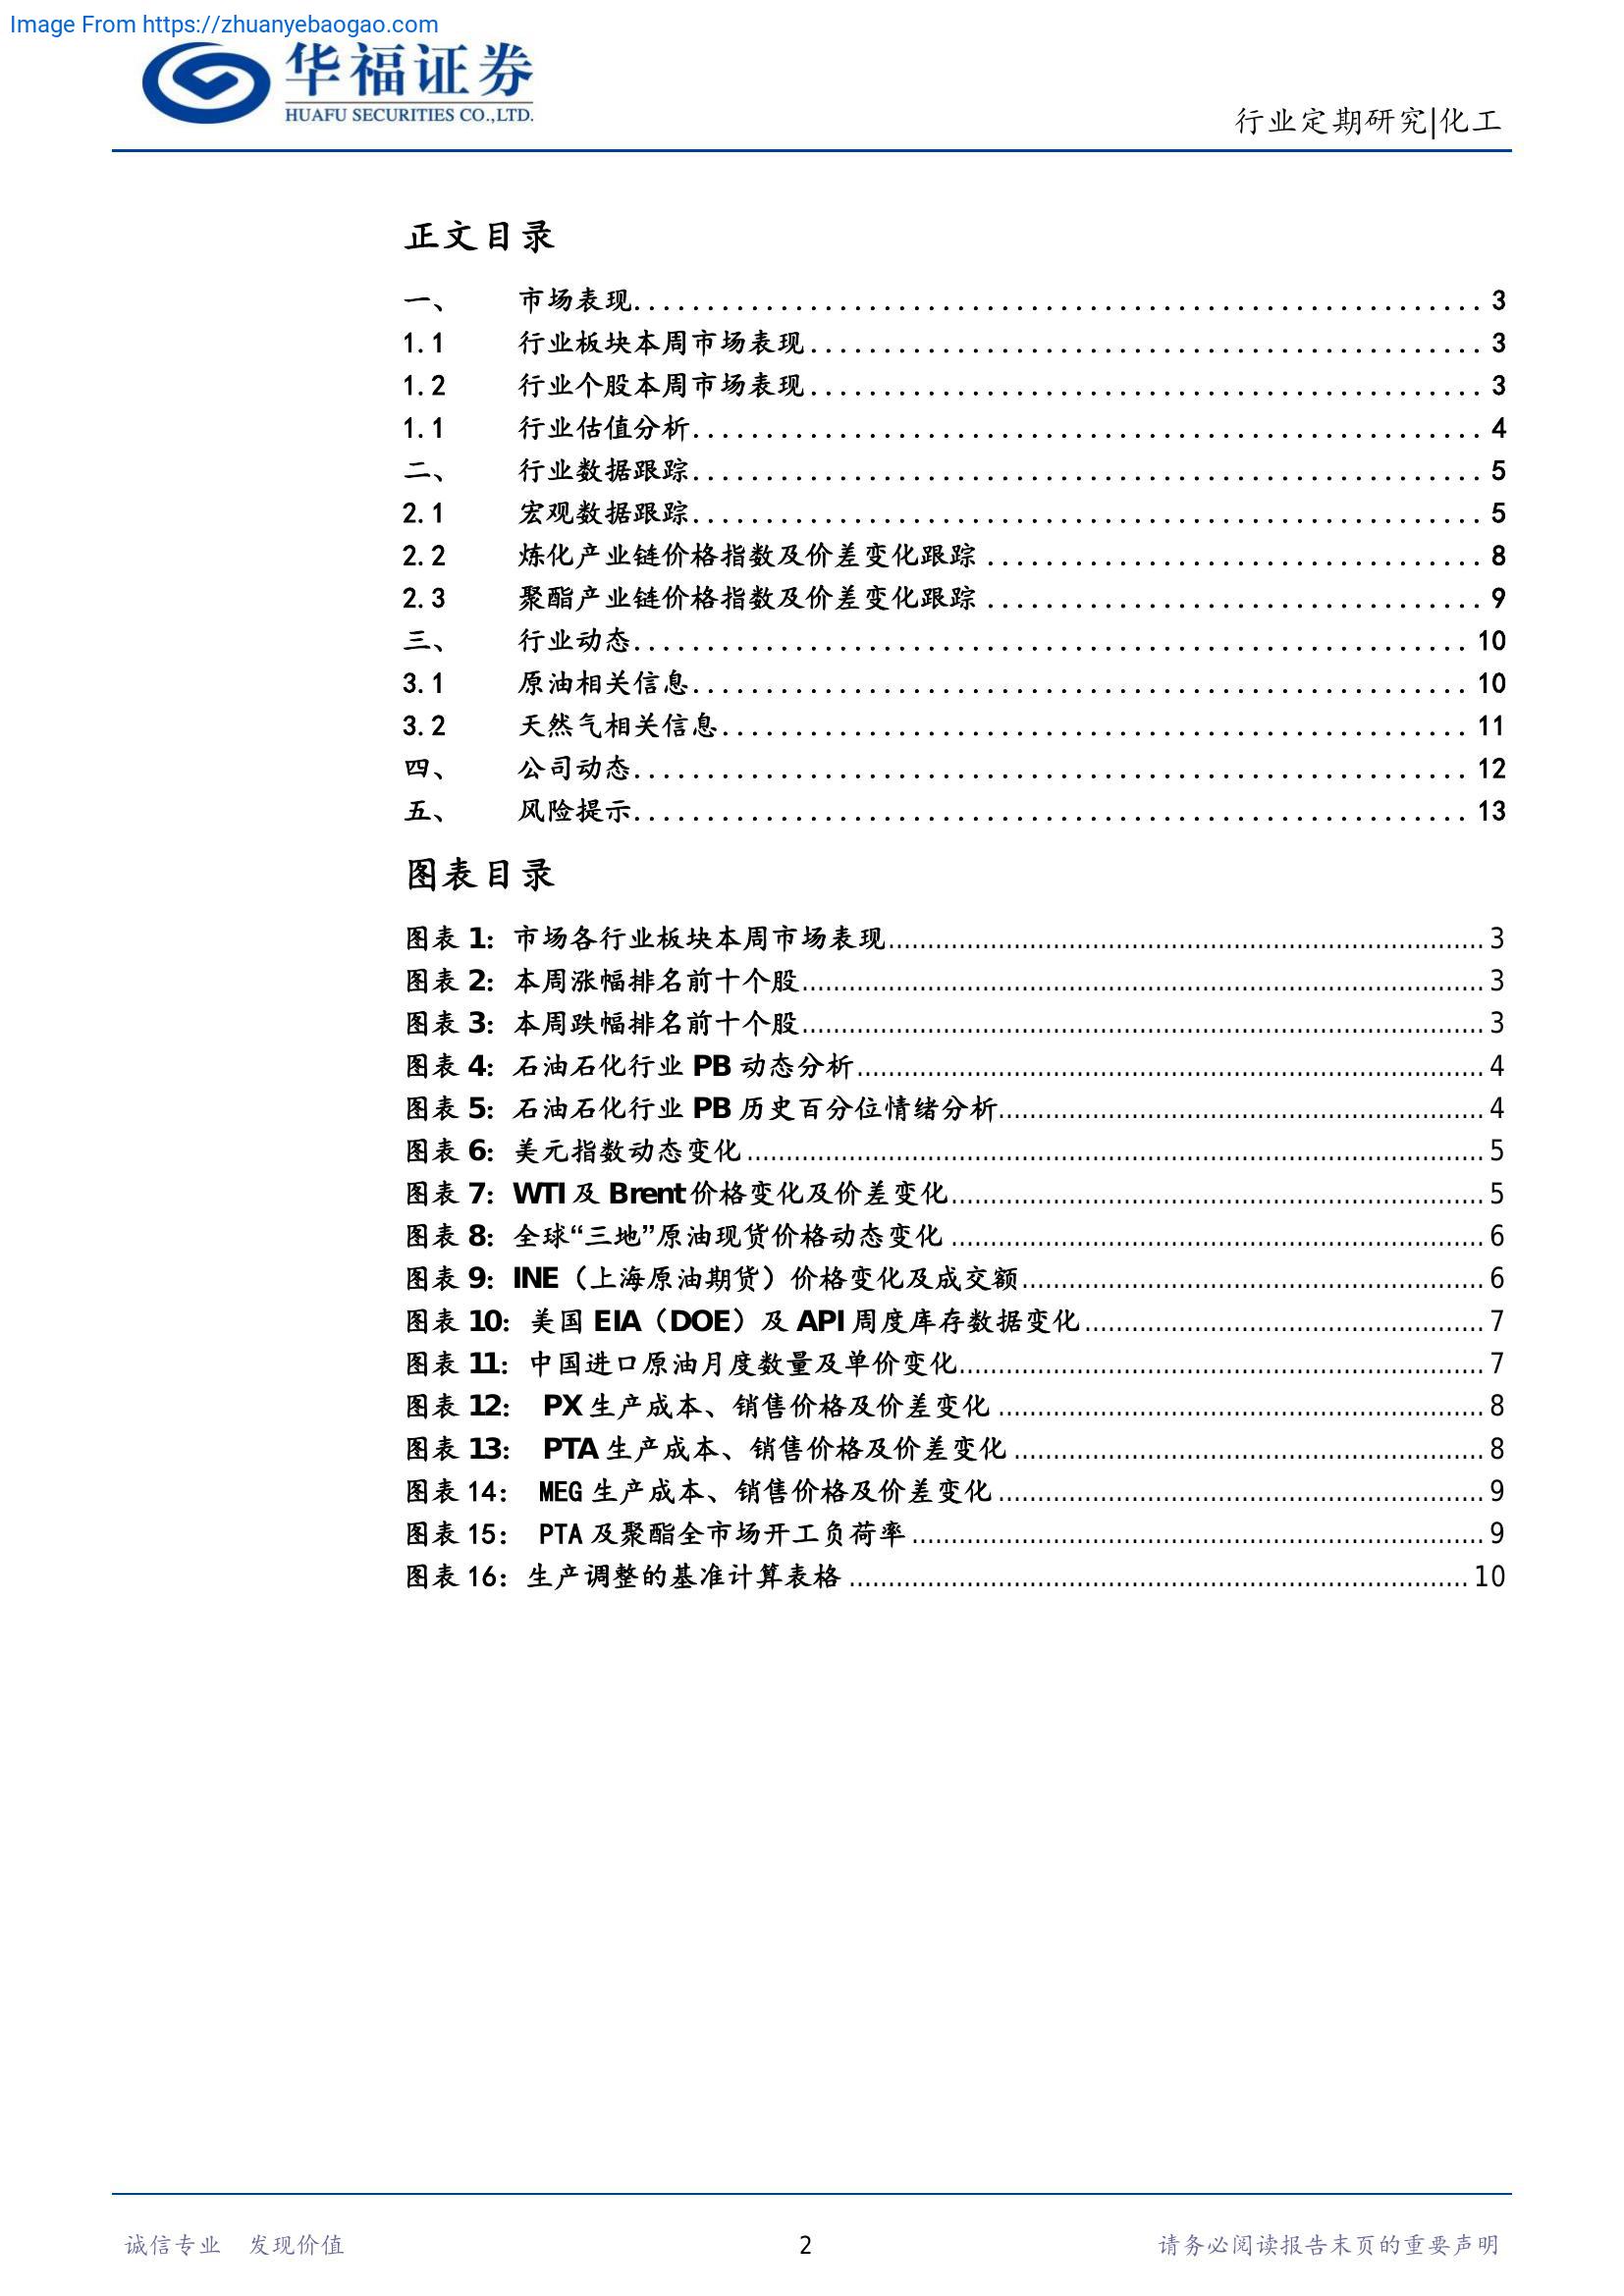 Image From https://zhuanyebaogao.com
华福证券
HUAFU SECURITIES CO.,LTD.
行业定期研究|化工
正文目录
一、 市场表现.......................................................... 3
1.1 行业板块本周市场表现.............................................. 3
1.2 行业个股本周市场表现.............................................. 3
1.1 行业估值分析...................................................... 4
二、 行业数据跟踪...................................................... 5
2.1 宏观数据跟踪...................................................... 5
2.2 炼化产业链价格指数及价差变化跟踪 .................................. 8
2.3 聚酯产业链价格指数及价差变化跟踪 .................................. 9
三、 行业动态......................................................... 10
3.1 原油相关信息..................................................... 10
3.2 天然气相关信息................................................... 11
四、 公司动态......................................................... 12
五、 风险提示......................................................... 13
图表目录
图表 1：市场各行业板块本周市场表现............................................................................ 3
图表 2：本周涨幅排名前十个股....................................................................................... 3
图表 3：本周跌幅排名前十个股....................................................................................... 3
图表 4：石油石化行业 PB 动态分析................................................................................ 4
图表 5：石油石化行业 PB 历史百分位情绪分析.............................................................. 4
图表 6：美元指数动态变化 .............................................................................................. 5
图表 7：WTI 及 Brent 价格变化及价差变化.................................................................... 5
图表 8：全球“三地”原油现货价格动态变化 .................................................................... 6
图表 9：INE（上海原油期货）价格变化及成交额........................................................... 6
图表 10：美国 EIA（DOE）及 API 周度库存数据变化................................................... 7
图表 11：中国进口原油月度数量及单价变化................................................................... 7
图表 12： PX 生产成本、销售价格及价差变化 .............................................................. 8
图表 13： PTA 生产成本、销售价格及价差变化 ............................................................ 8
图表 14： MEG 生产成本、销售价格及价差变化 .............................................................. 9
图表 15： PTA 及聚酯全市场开工负荷率 ......................................................................... 9
图表 16：生产调整的基准计算表格 ............................................................................... 10
诚信专业 发现价值
2
请务必阅读报告末页的重要声明